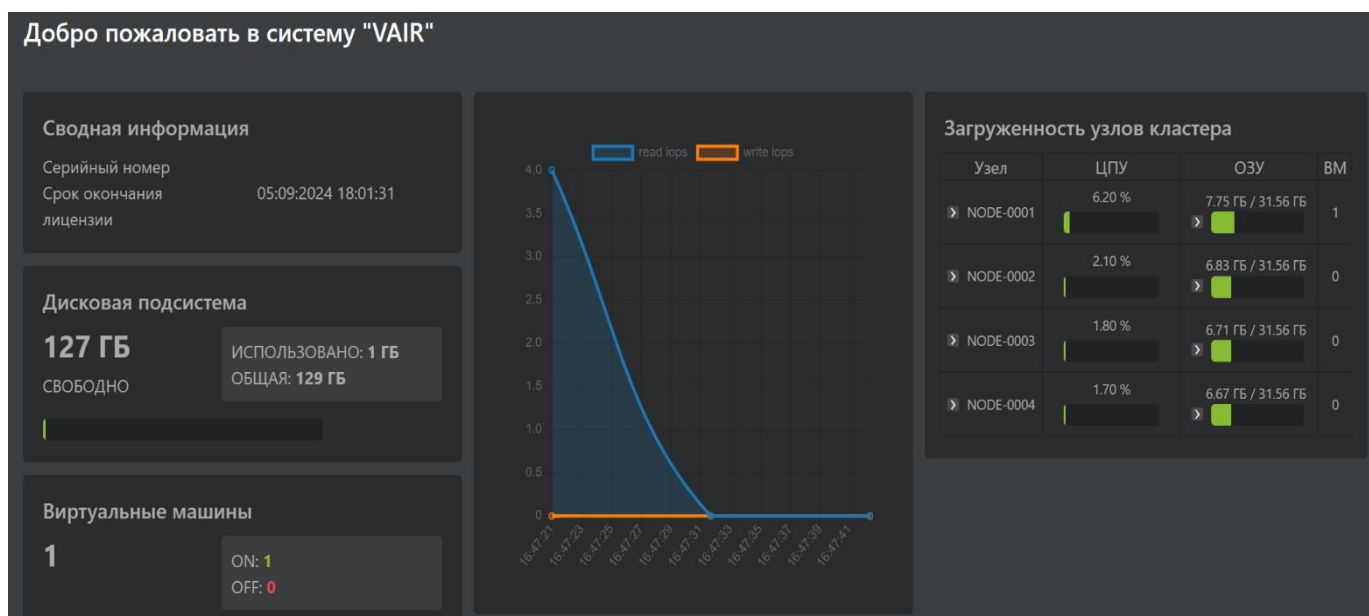 Добро пожаловать в систему "VAIR"
Сводная информация
Серийный номер
Срок окончания лицензии 05:09:2024 18:01:31
Дисковая подсистема
127 ГБ
СВОБОДНО
ИСПОЛЬЗОВАНО: 1 ГБ
ОБЩАЯ: 129 ГБ
Виртуальные машины
1
ON: 1
OFF: 0
read iops write iops
4.0
3.5
3.0
2.5
2.0
1.5
1.0
0.5
0
16:47:21 16:47:23 16:47:25 16:47:27 16:47:29 16:47:31 16:47:33 16:47:35 16:47:37 16:47:39 16:47:41
Загруженность узлов кластера
Узел ЦПУ ОЗУ ВМ
NODE-0001 6.20 % 7.75 ГБ / 31.56 ГБ 1
NODE-0002 2.10 % 6.83 ГБ / 31.56 ГБ 0
NODE-0003 1.80 % 6.71 ГБ / 31.56 ГБ 0
NODE-0004 1.70 % 6.67 ГБ / 31.56 ГБ 0